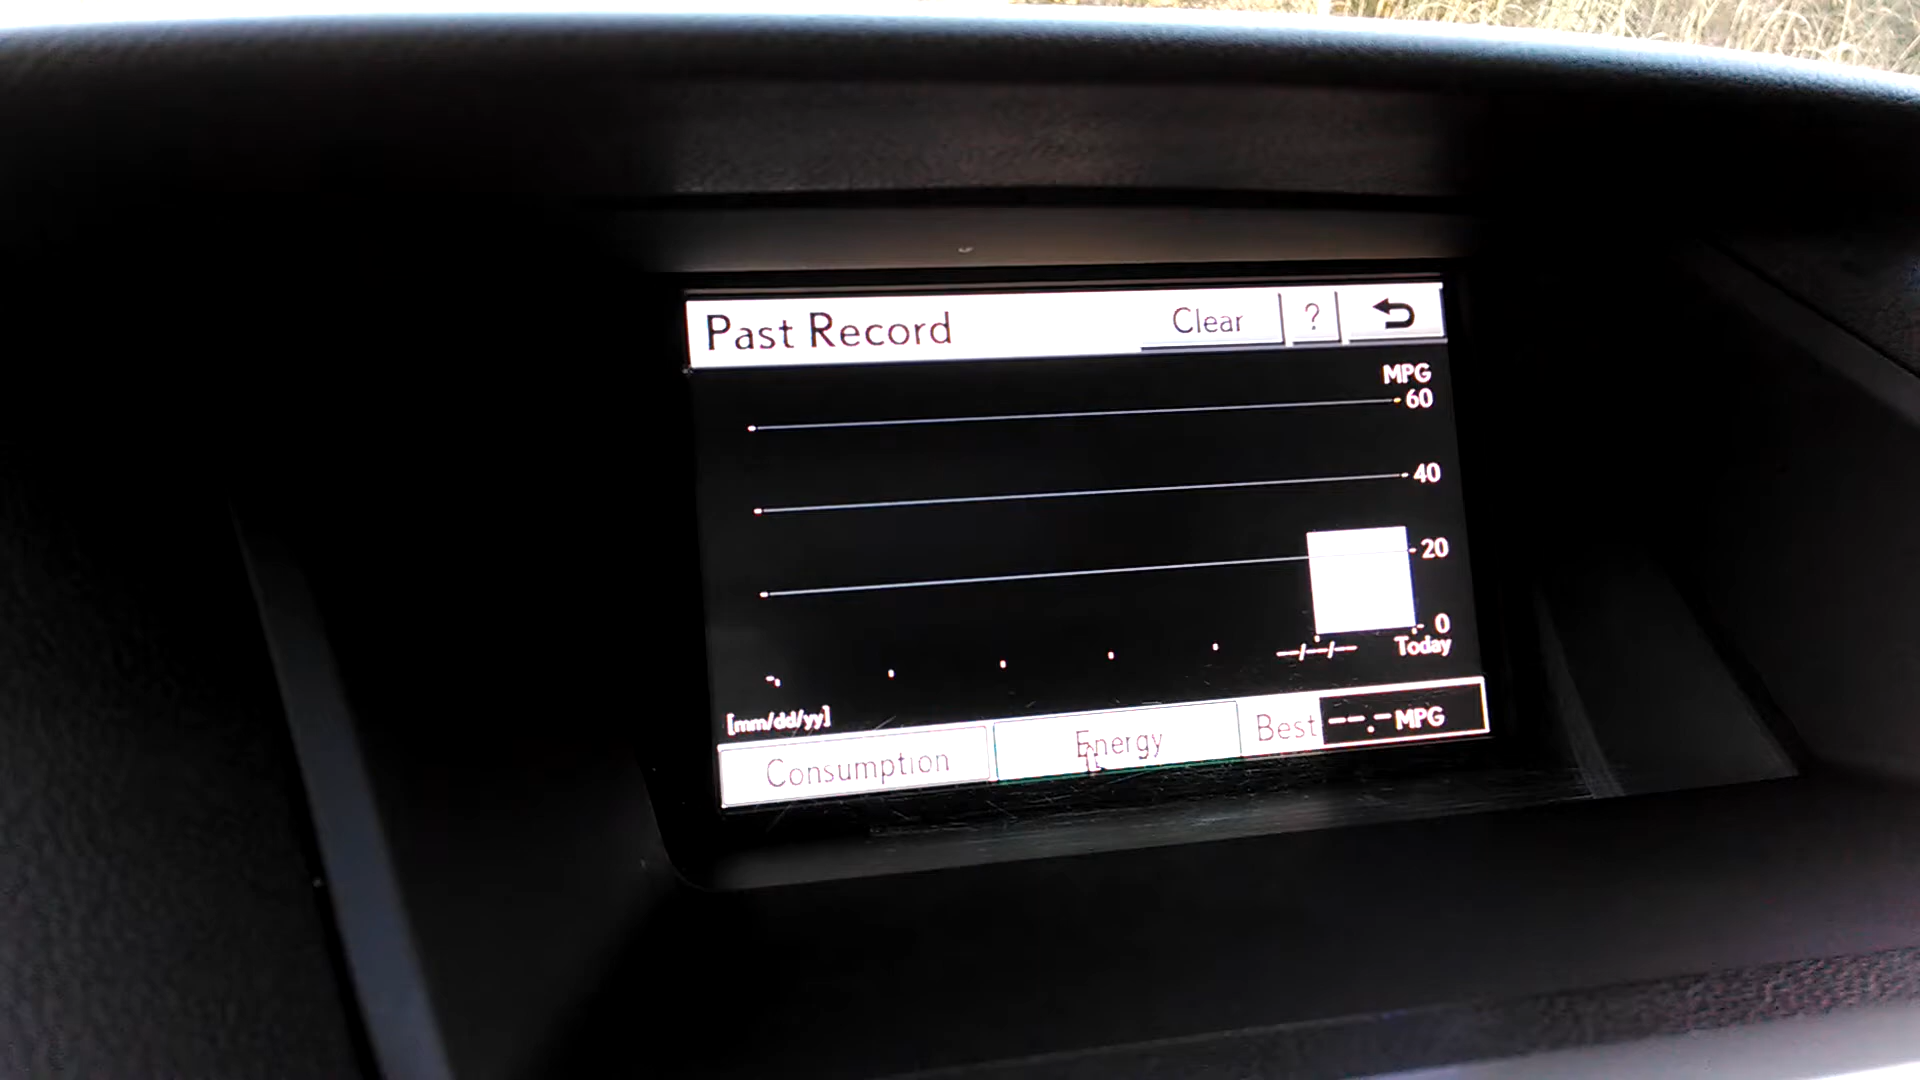 Past Record Clear ?
MPG
60
40
20
0
--/--/-- Today
[mm/dd/yy]
Consumption Energy Best --.- MPG